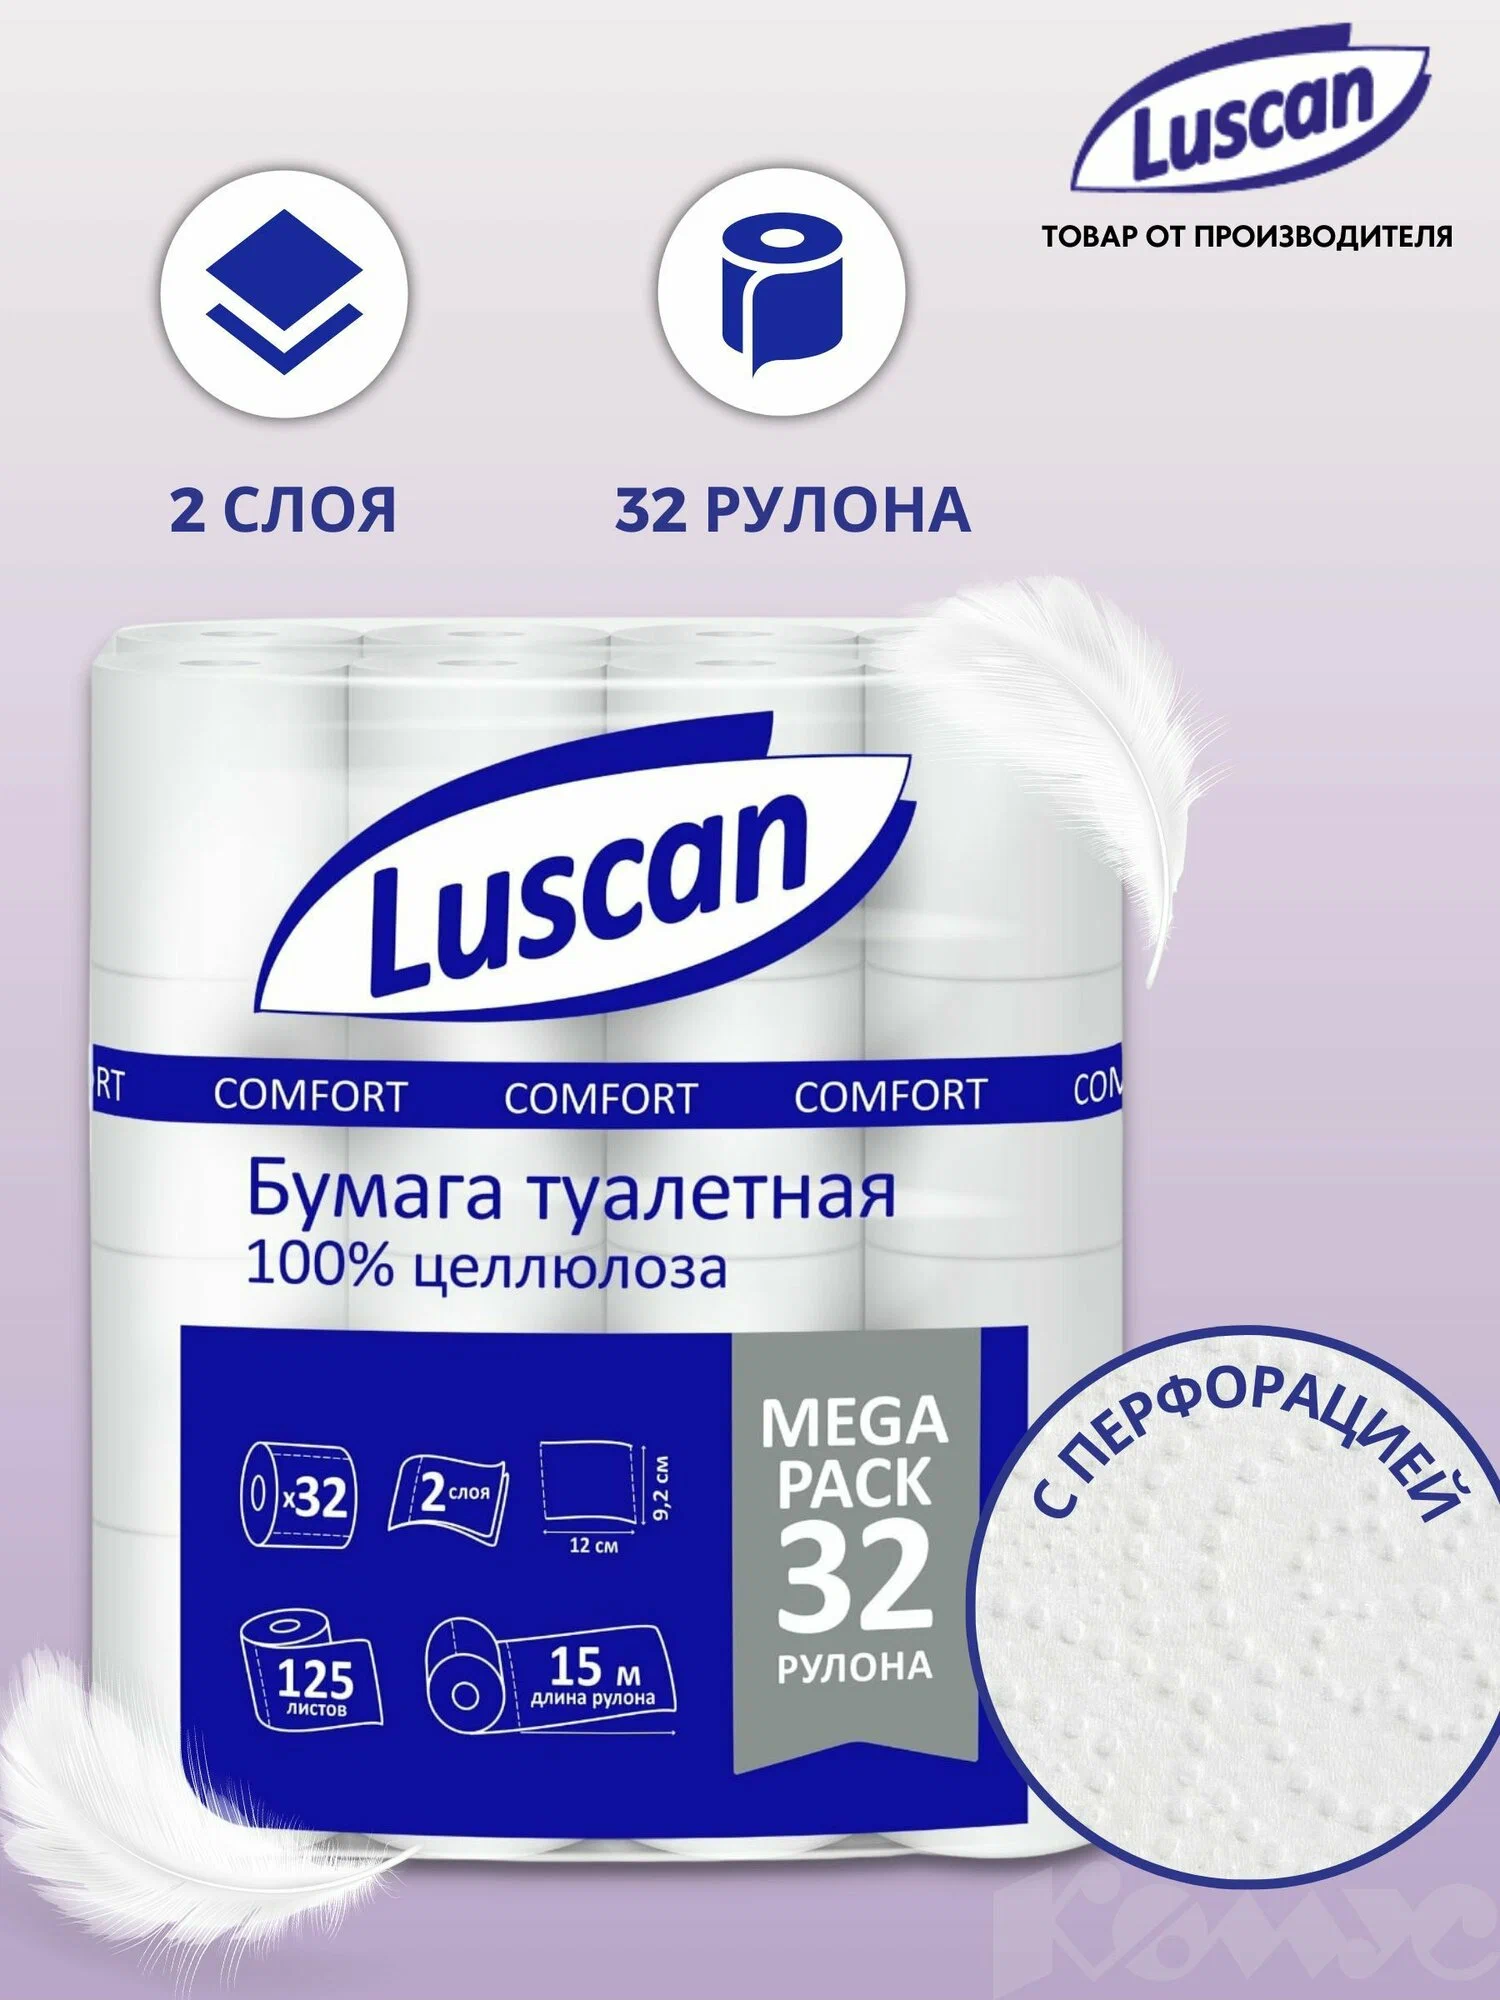 Luscan
ТОВАР ОТ ПРОИЗВОДИТЕЛЯ
2 СЛОЯ
32 РУЛОНА
Luscan
RT COMFORT COMFORT COMFORT COM
Бумага туалетная
100% целлюлоза
x32
2 слоя
9,2 см
12 см
125
листов
15 м
длина рулона
MEGA
PACK
32
РУЛОНА
С ПЕРФОРАЦИЕЙ
Комус